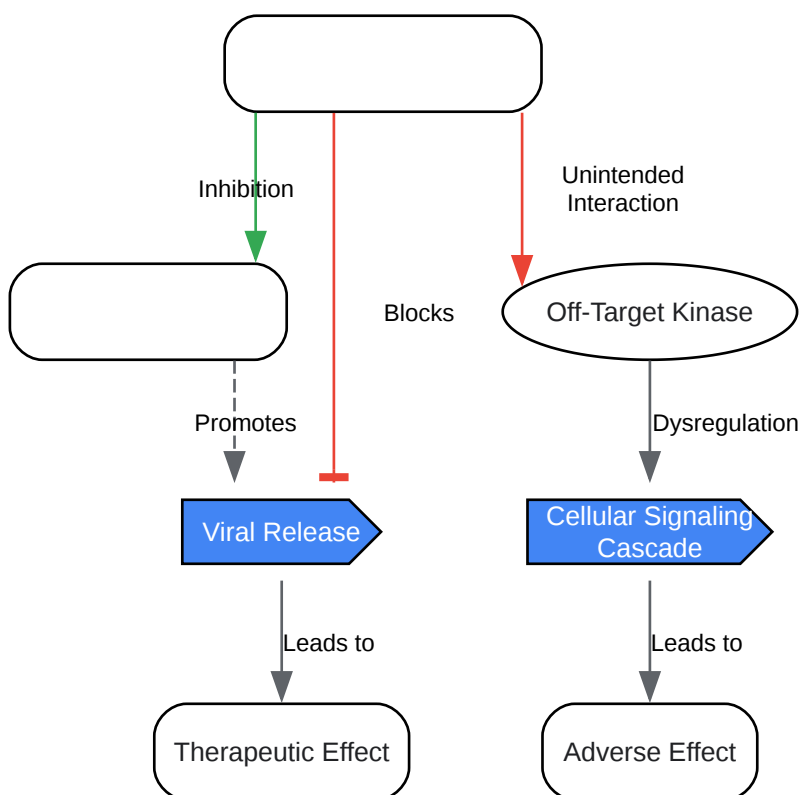 Inhibition
Unintended
Interaction
Blocks
Off-Target Kinase
Promotes
Dysregulation
Viral Release
Cellular Signaling
Cascade
Leads to
Leads to
Therapeutic Effect
Adverse Effect